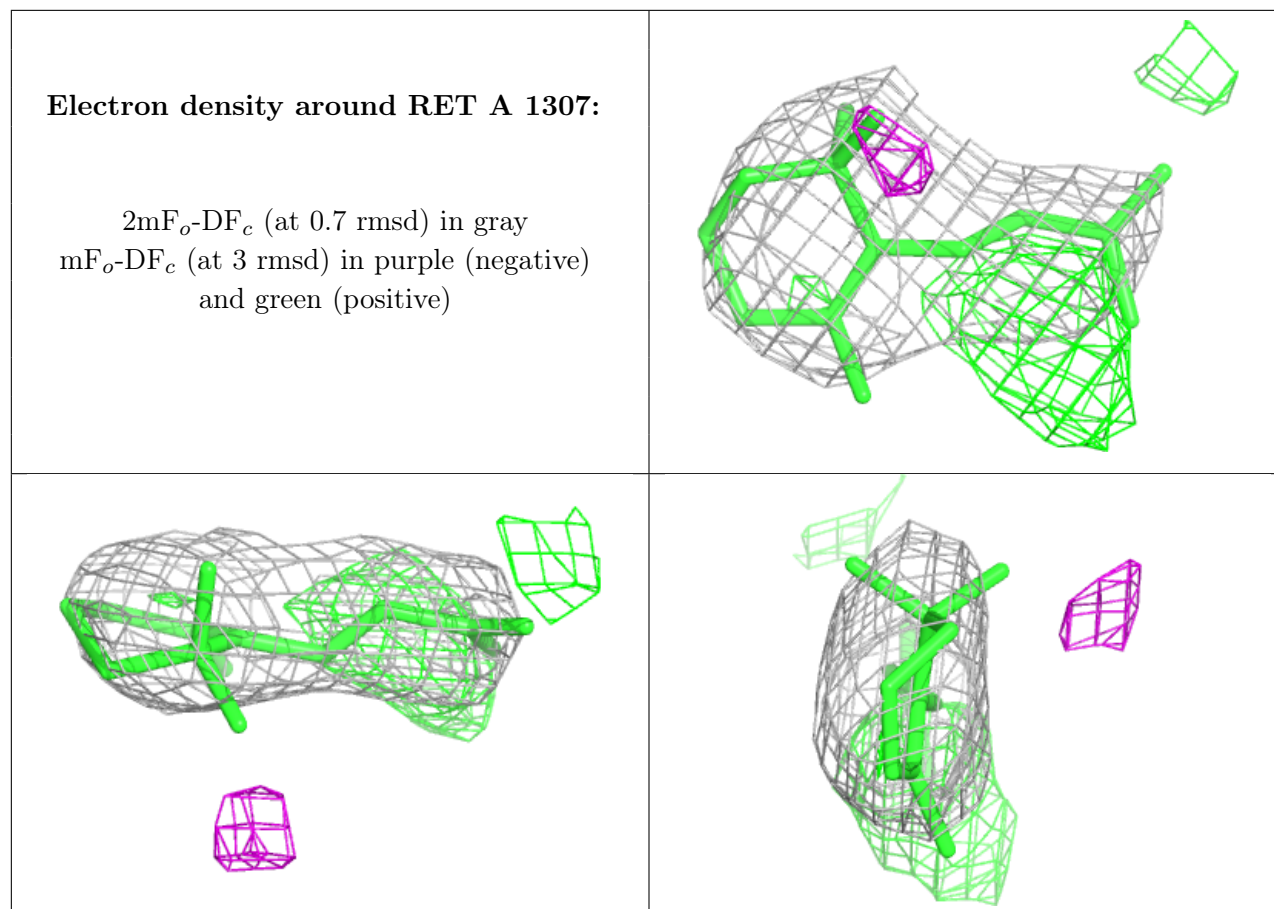 Electron density around RET A 1307:
2mFo-DFc (at 0.7 rmsd) in gray
mFo-DFc (at 3 rmsd) in purple (negative)
and green (positive)